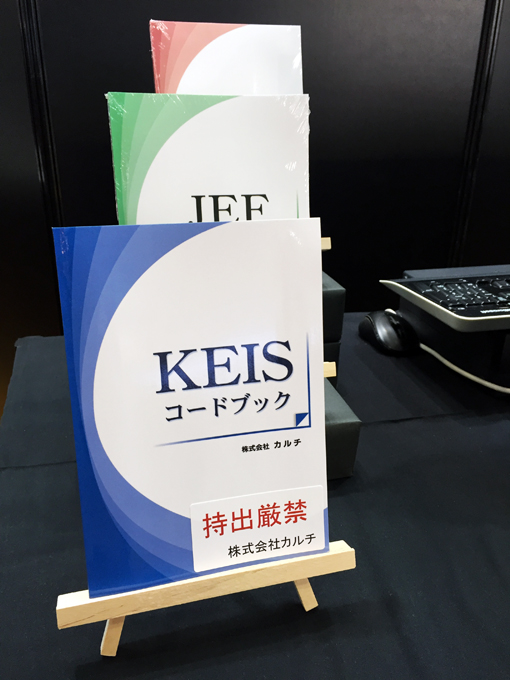 JEF
KEIS
コードブック
株式会社 カルチ
持出厳禁
株式会社カルチ